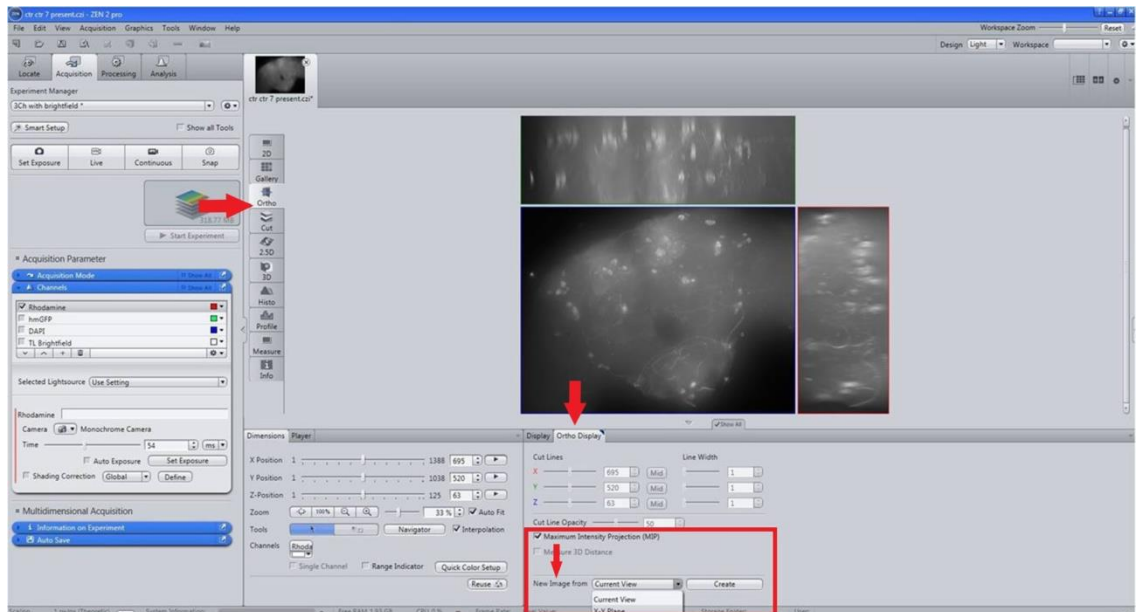 ctr ctr 7 present.czi - ZEN 2 pro
File Edit View Acquisition Graphics Tools Window Help
Workspace Zoom Reset
Design Light Workspace
Locate Acquisition Processing Analysis
Experiment Manager
3Ch with brightfield *
ctr ctr 7 present.czi*
Smart Setup Show all Tools
Set Exposure Live Continuous Snap
2D
Gallery
Ortho
Cut
2.5D
3D
Histo
Profile
Measure
Info
318.77 MB
Start Experiment
Acquisition Parameter
Acquisition Mode Show All
Channels Show All
Rhodamine
hmGFP
DAPI
TL Brightfield
Selected Lightsource Use Setting
Rhodamine
Camera Monochrome Camera
Time 54 ms
Auto Exposure Set Exposure
Shading Correction Global Define
Multidimensional Acquisition
Information on Experiment
Auto Save
Show All
Dimensions Player
X Position 1 1388 695
Y Position 1 1038 520
Z-Position 1 125 63
Zoom 100% 33 % Auto Fit
Tools Navigator Interpolation
Channels Rhoda
Single Channel Range Indicator Quick Color Setup
Reuse
Display Ortho Display
Cut Lines Line Width
X 695 Mid 1
Y 520 Mid 1
Z 63 Mid 1
Cut Line Opacity 50
Maximum Intensity Projection (MIP)
Measure 3D Distance
New Image from Current View Create
Current View
X-Y Plane